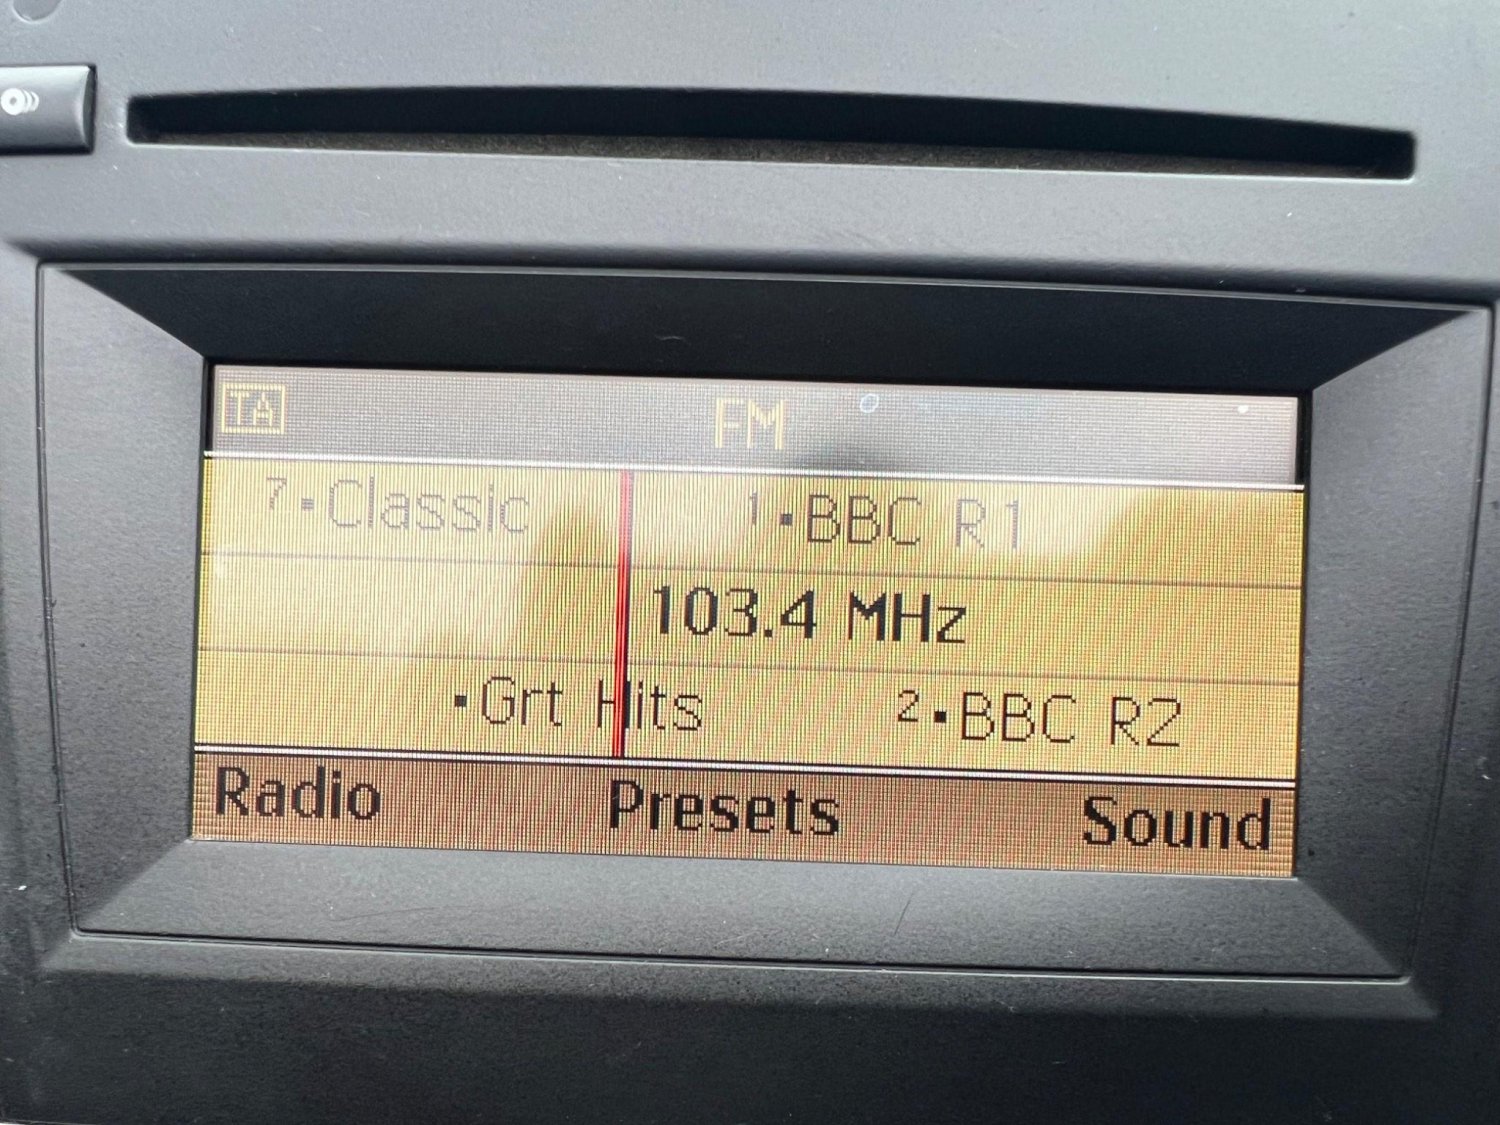 TA FM
7 • Classic 1 • BBC R1
103.4 MHz
• Grt Hits 2 • BBC R2
Radio Presets Sound